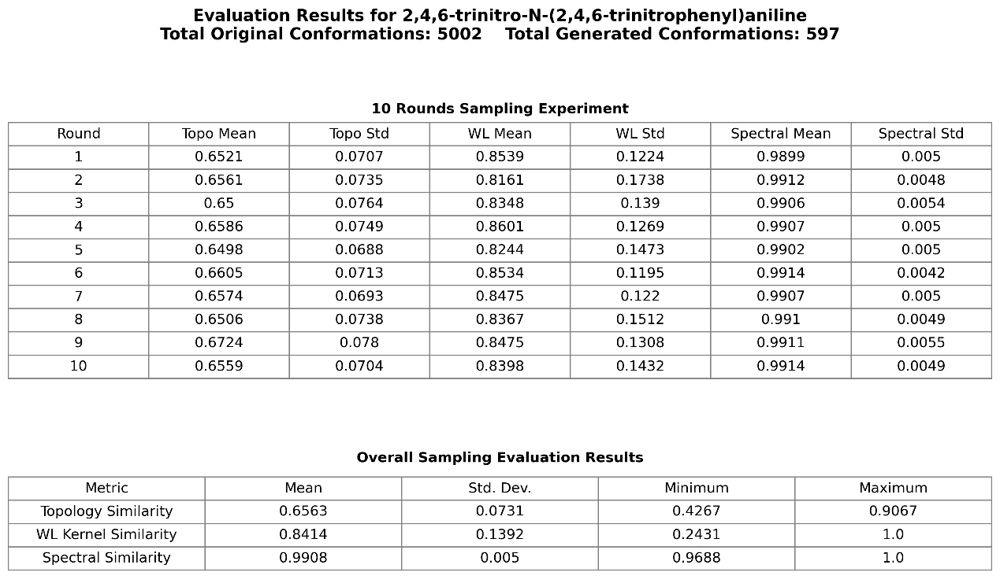 Evaluation Results for 2,4,6-trinitro-N-(2,4,6-trinitrophenyl)aniline
Total Original Conformations: 5002    Total Generated Conformations: 597
10 Rounds Sampling Experiment
Round Topo Mean Topo Std WL Mean WL Std Spectral Mean Spectral Std
1 0.6521 0.0707 0.8539 0.1224 0.9899 0.005
2 0.6561 0.0735 0.8161 0.1738 0.9912 0.0048
3 0.65 0.0764 0.8348 0.139 0.9906 0.0054
4 0.6586 0.0749 0.8601 0.1269 0.9907 0.005
5 0.6498 0.0688 0.8244 0.1473 0.9902 0.005
6 0.6605 0.0713 0.8534 0.1195 0.9914 0.0042
7 0.6574 0.0693 0.8475 0.122 0.9907 0.005
8 0.6506 0.0738 0.8367 0.1512 0.991 0.0049
9 0.6724 0.078 0.8475 0.1308 0.9911 0.0055
10 0.6559 0.0704 0.8398 0.1432 0.9914 0.0049
Overall Sampling Evaluation Results
Metric Mean Std. Dev. Minimum Maximum
Topology Similarity 0.6563 0.0731 0.4267 0.9067
WL Kernel Similarity 0.8414 0.1392 0.2431 1.0
Spectral Similarity 0.9908 0.005 0.9688 1.0